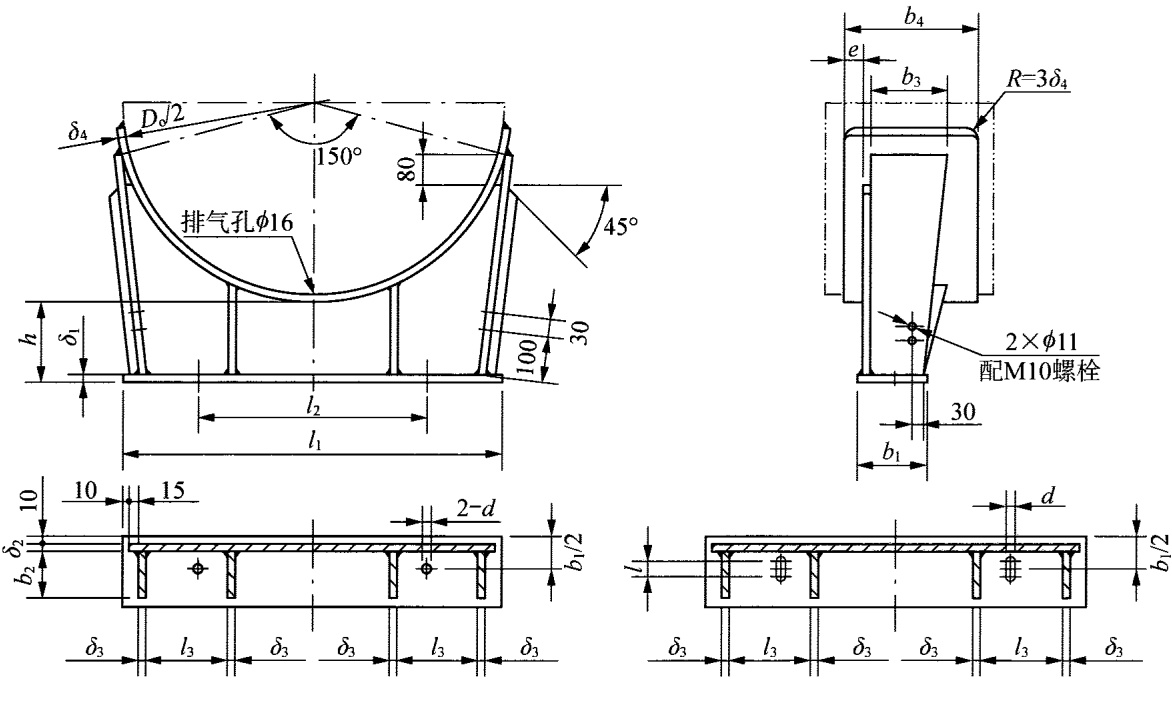 b₄
e
b₃
R=3δ₄
Dₒ/2
δ₄
150°
80
45°
排气孔ϕ16
h
δ₁
30
100
2×ϕ11
配M10螺栓
30
l₂
l₁
b₁
10
15
10
δ₂
b₂
2-d
b₁/2
δ₃
l₃
δ₃
δ₃
l₃
δ₃
d
l
b₁/2
δ₃
l₃
δ₃
δ₃
l₃
δ₃